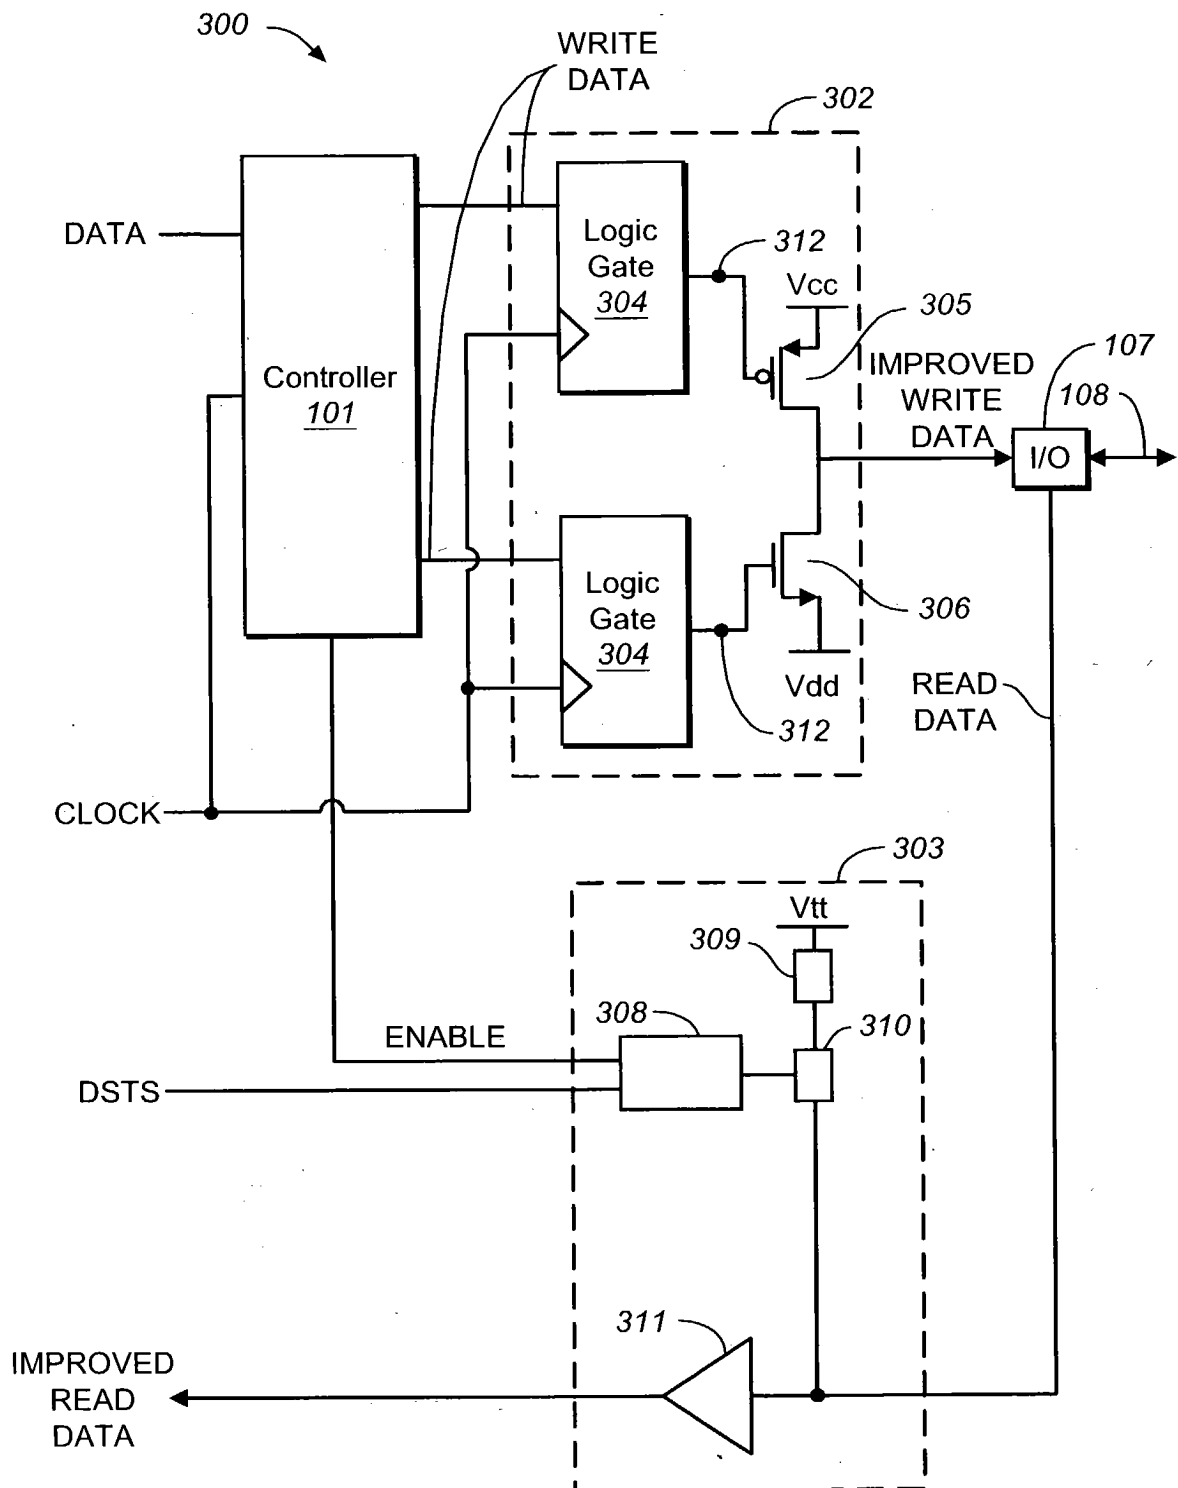 300
WRITE
DATA
302
DATA
Logic
Gate
304
312
Vcc
305
Controller
101
IMPROVED
WRITE
DATA
107
108
I/O
Logic
Gate
304
306
Vdd
312
READ
DATA
CLOCK
303
Vtt
309
308
310
ENABLE
DSTS
311
IMPROVED
READ
DATA